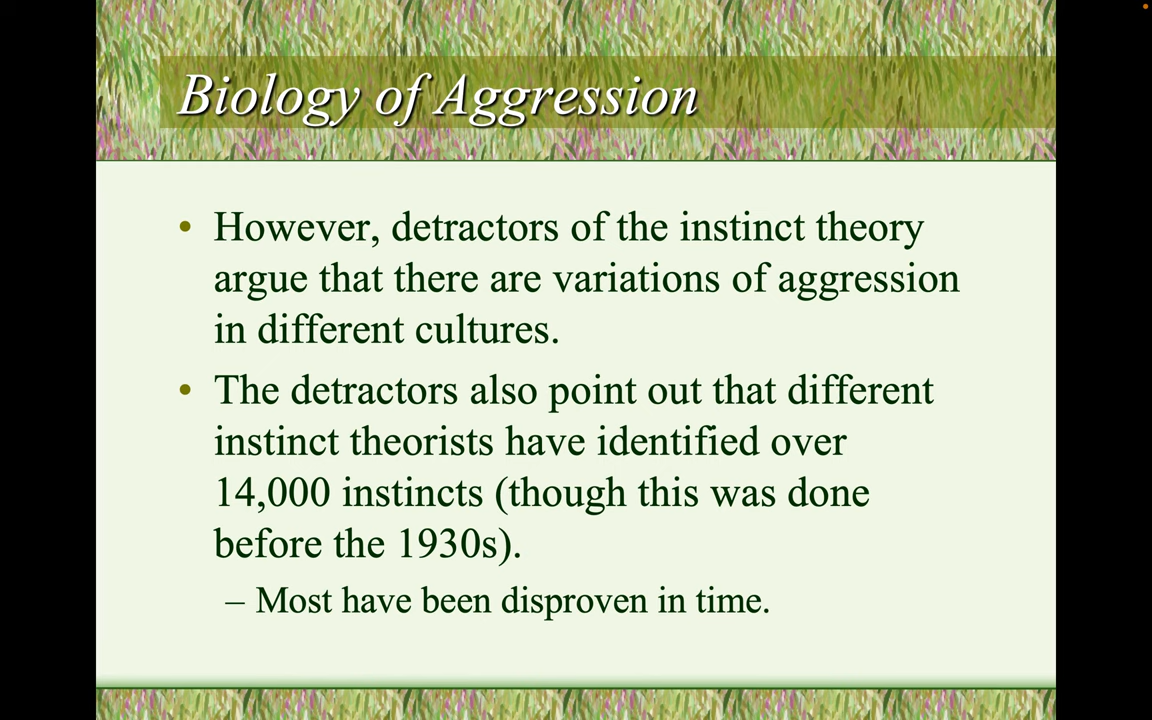 Biology of Aggression
• However, detractors of the instinct theory
argue that there are variations of aggression
in different cultures.
• The detractors also point out that different
instinct theorists have identified over
14,000 instincts (though this was done
before the 1930s).
– Most have been disproven in time.